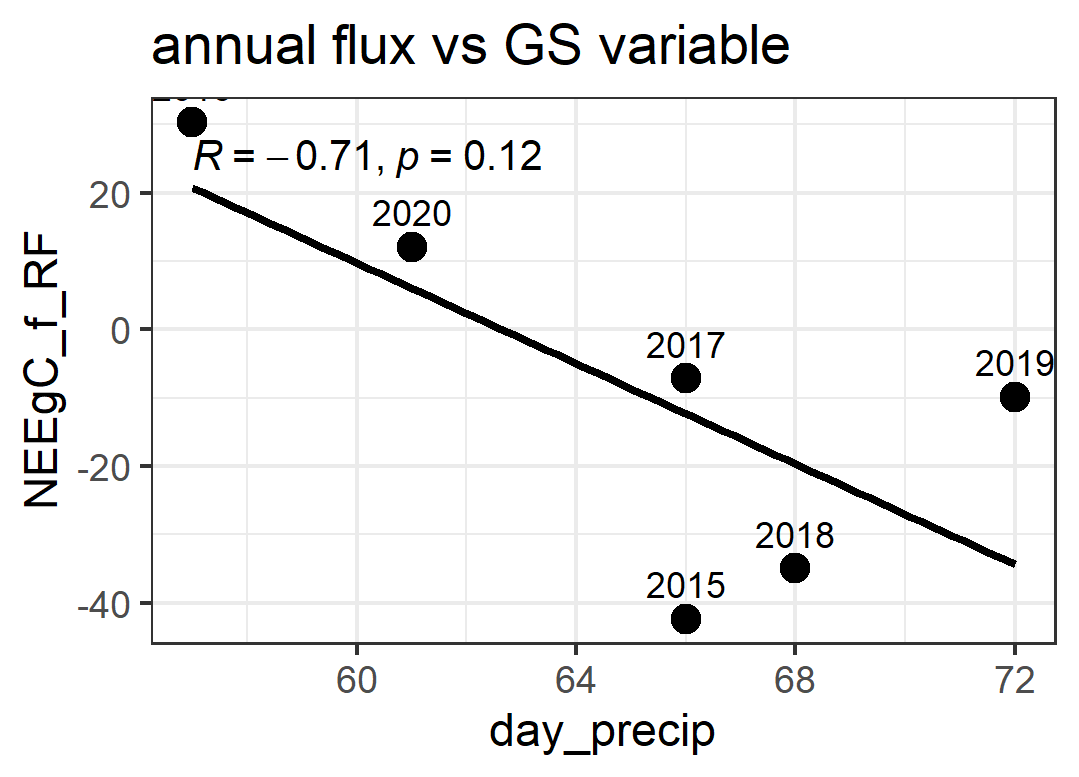 annual flux vs GS variable
R = −0.71, p = 0.12
20
2020
NEEgC_f_RF
0
2017
2019
-20
2018
2015
-40
60 64 68 72
day_precip